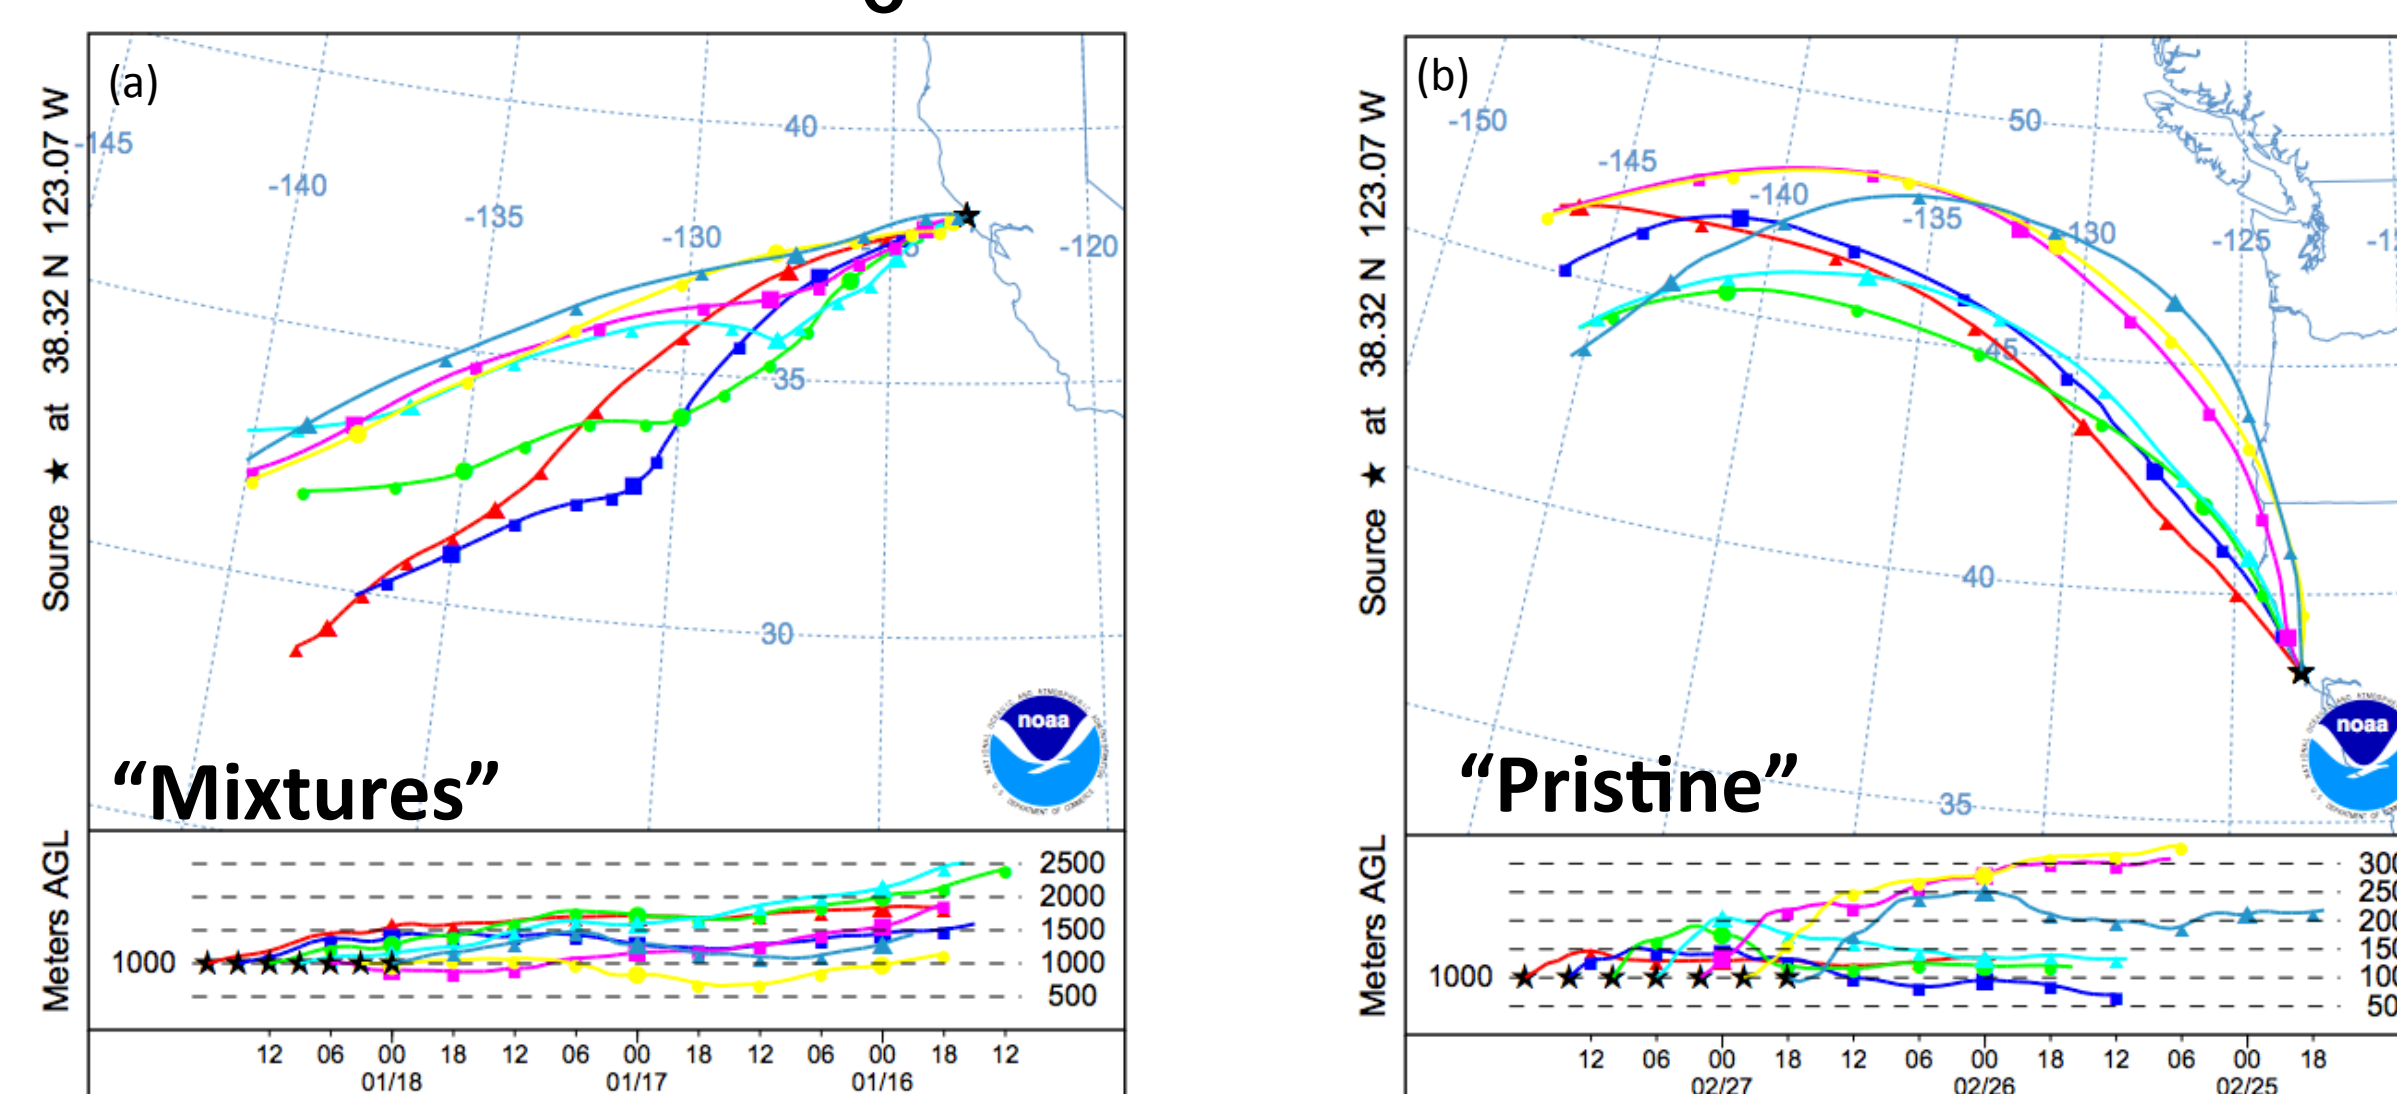 (a)
-145
-140
-135
-130
-120
40
35
30
Source ★ at 38.32 N 123.07 W
noaa
“Mixtures”
Meters AGL
2500
2000
1500
1000
500
1000
12 06 00 18 12 06 00 18 12 06 00 18 12
01/18 01/17 01/16
(b)
-150
-145
-140
-135
-130
-125
50
45
40
35
Source ★ at 38.32 N 123.07 W
noaa
“Pristine”
Meters AGL
1000
12 06 00 18 12 06 00 18 12 06 00 18
02/27 02/26 02/25